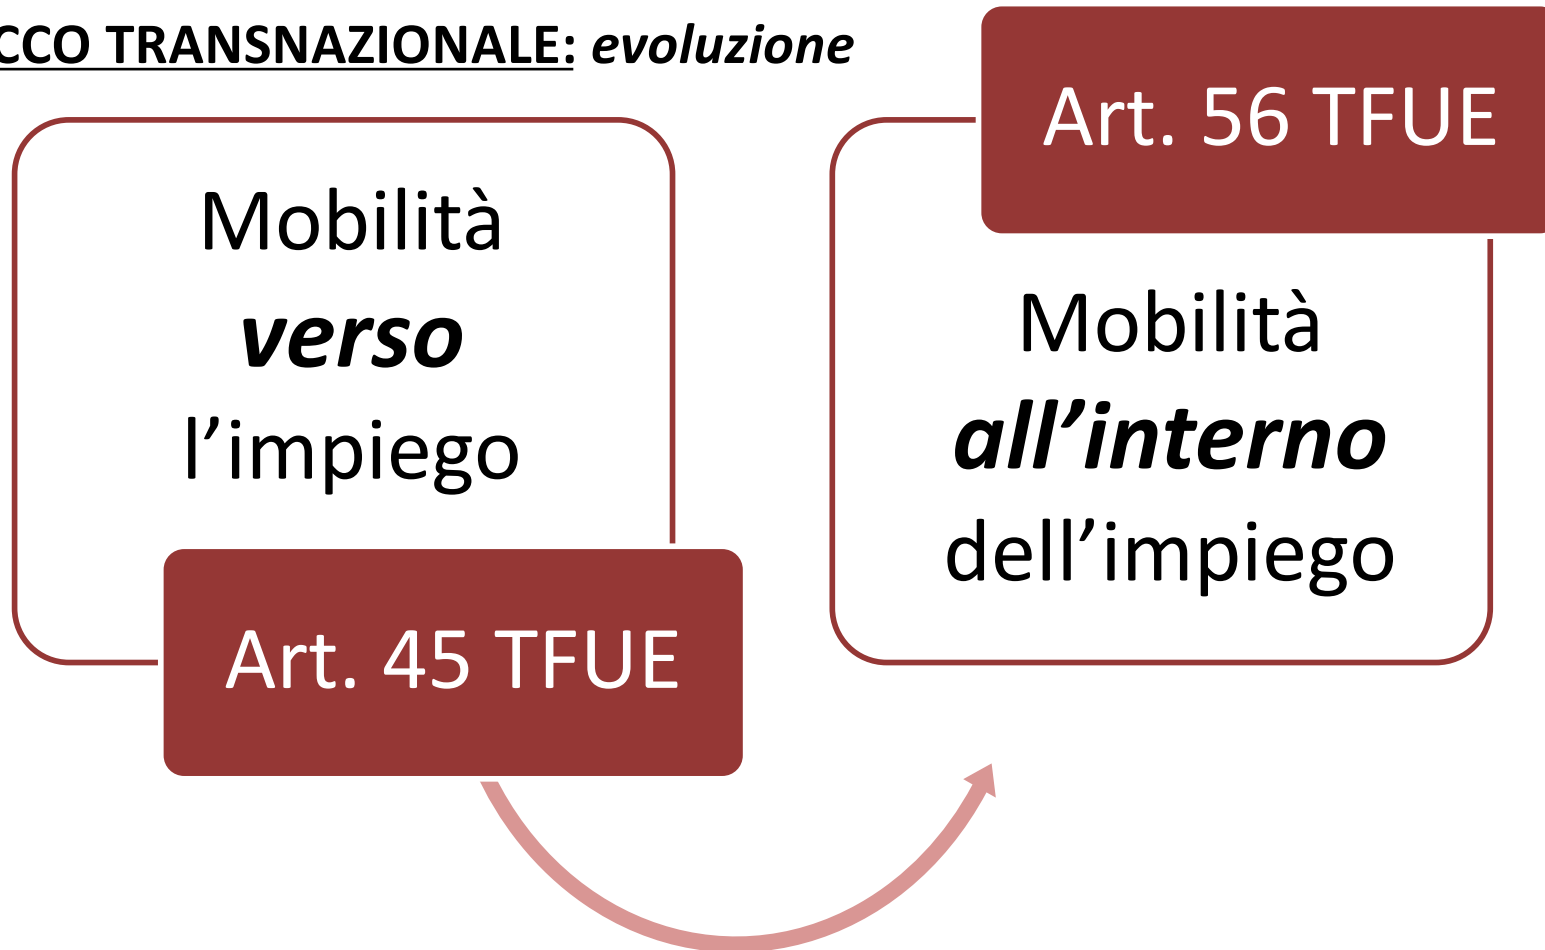 CCO TRANSNAZIONALE: evoluzione
Mobilità
verso
l’impiego
Art. 45 TFUE
Art. 56 TFUE
Mobilità
all’interno
dell’impiego